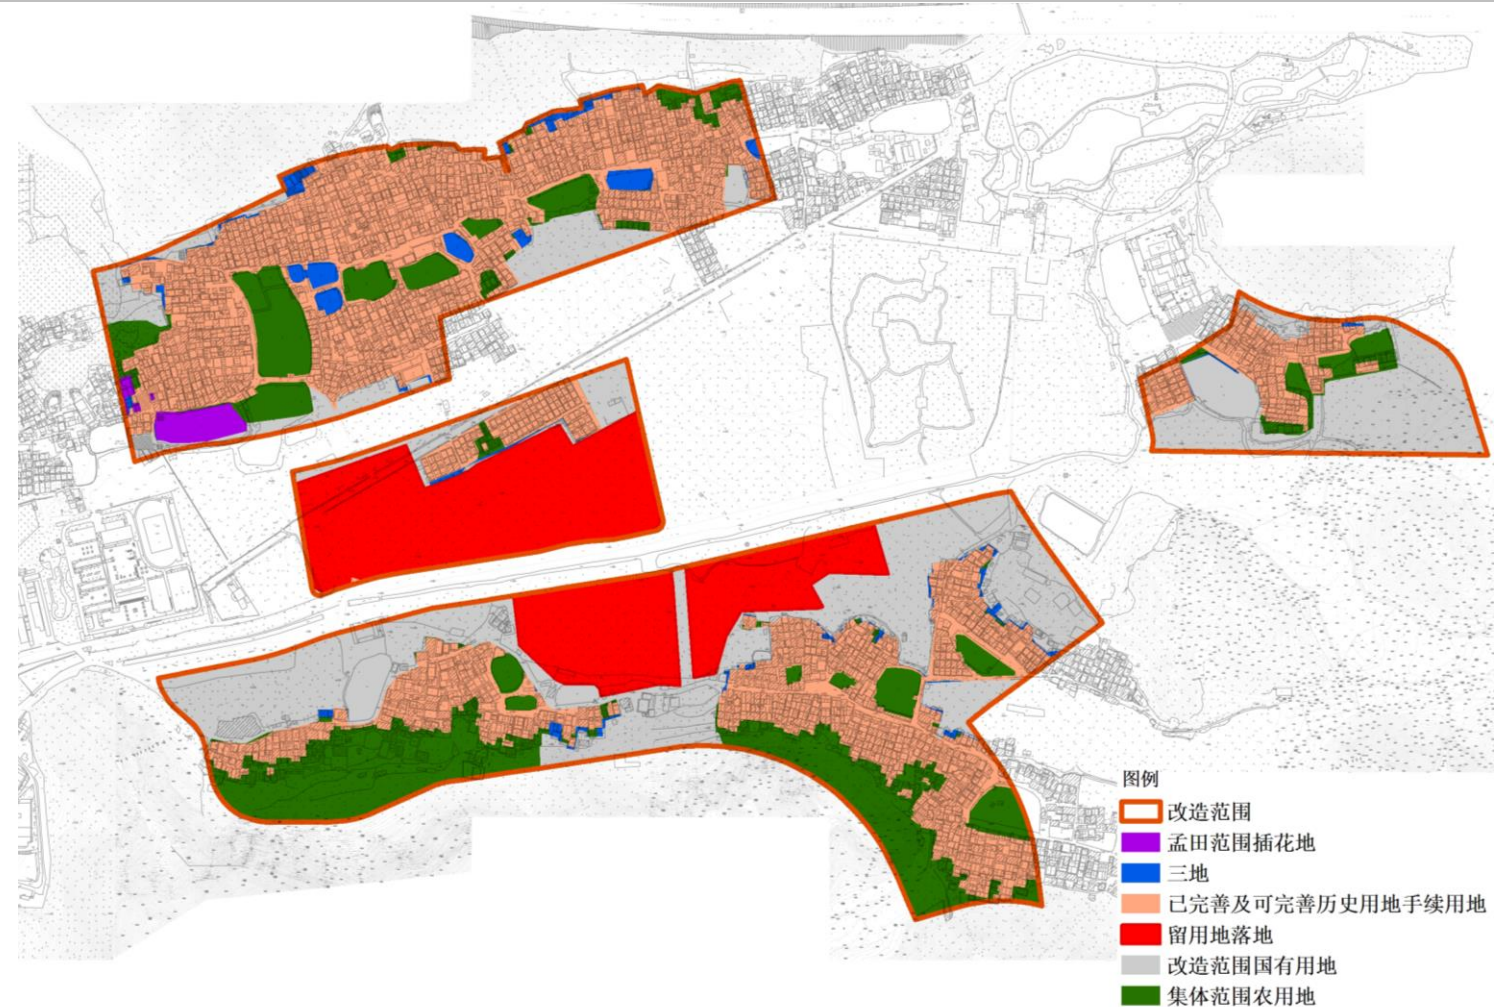 图例
改造范围
孟田范围插花地
三地
已完善及可完善历史用地手续用地
留用地落地
改造范围国有用地
集体范围农用地